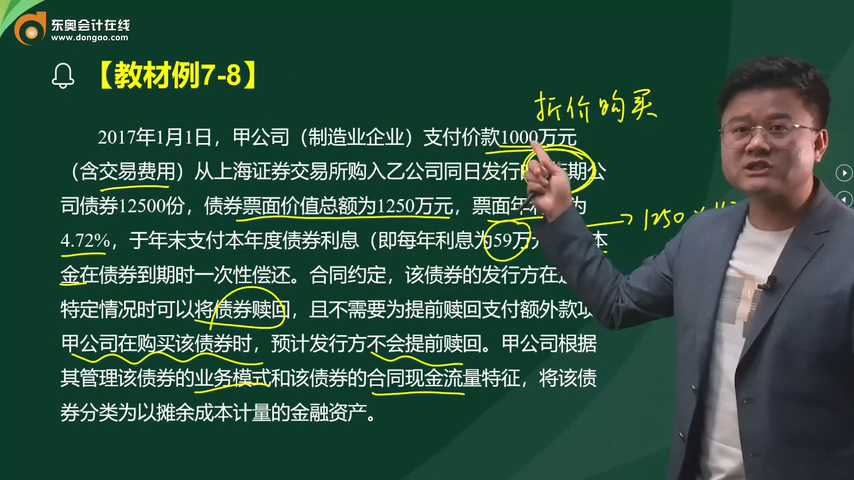 东奥会计在线
www.dongao.com
【教材例7-8】
折价购买
2017年1月1日，甲公司（制造业企业）支付价款1000万元
（含交易费用）从上海证券交易所购入乙公司同日发行 期公
司债券12500份，债券票面价值总额为1250万元，票面年 为
4.72%，于年末支付本年度债券利息（即每年利息为59万 本
1250
金在债券到期时一次性偿还。合同约定，该债券的发行方在
特定情况时可以将债券赎回，且不需要为提前赎回支付额外款
甲公司在购买该债券时，预计发行方不会提前赎回。甲公司根据
其管理该债券的业务模式和该债券的合同现金流量特征，将该债
券分类为以摊余成本计量的金融资产。